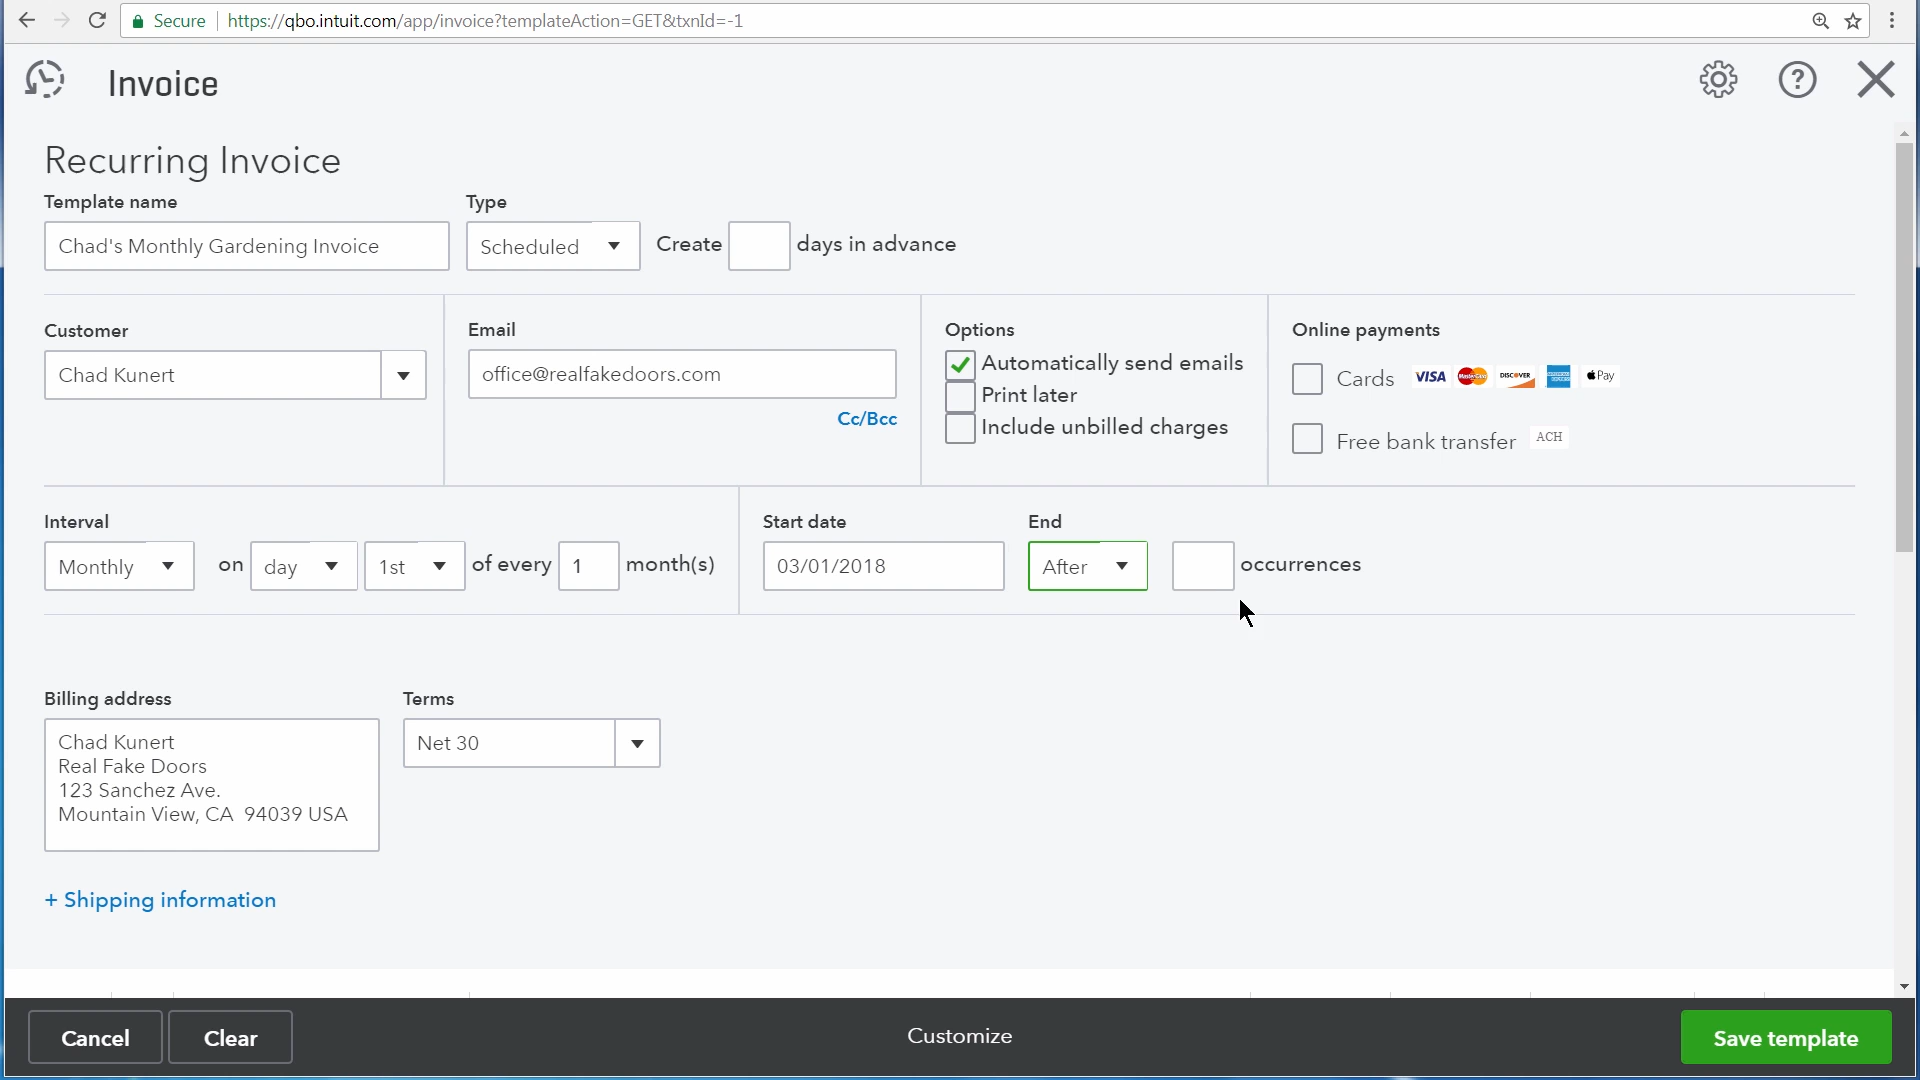 Secure https://qbo.intuit.com/app/invoice?templateAction=GET&txnId=-1
Invoice
Recurring Invoice
Template name Type
Chad's Monthly Gardening Invoice Scheduled Create days in advance
Customer Email Options Online payments
Chad Kunert office@realfakedoors.com Automatically send emails Cards VISA MasterCard DISCOVER AMERICAN EXPRESS Pay
Print later
Cc/Bcc Include unbilled charges Free bank transfer ACH
Interval Start date End
Monthly on day 1st of every 1 month(s) 03/01/2018 After occurrences
Billing address Terms
Chad Kunert Net 30
Real Fake Doors
123 Sanchez Ave.
Mountain View, CA 94039 USA
+ Shipping information
Cancel Clear Customize Save template